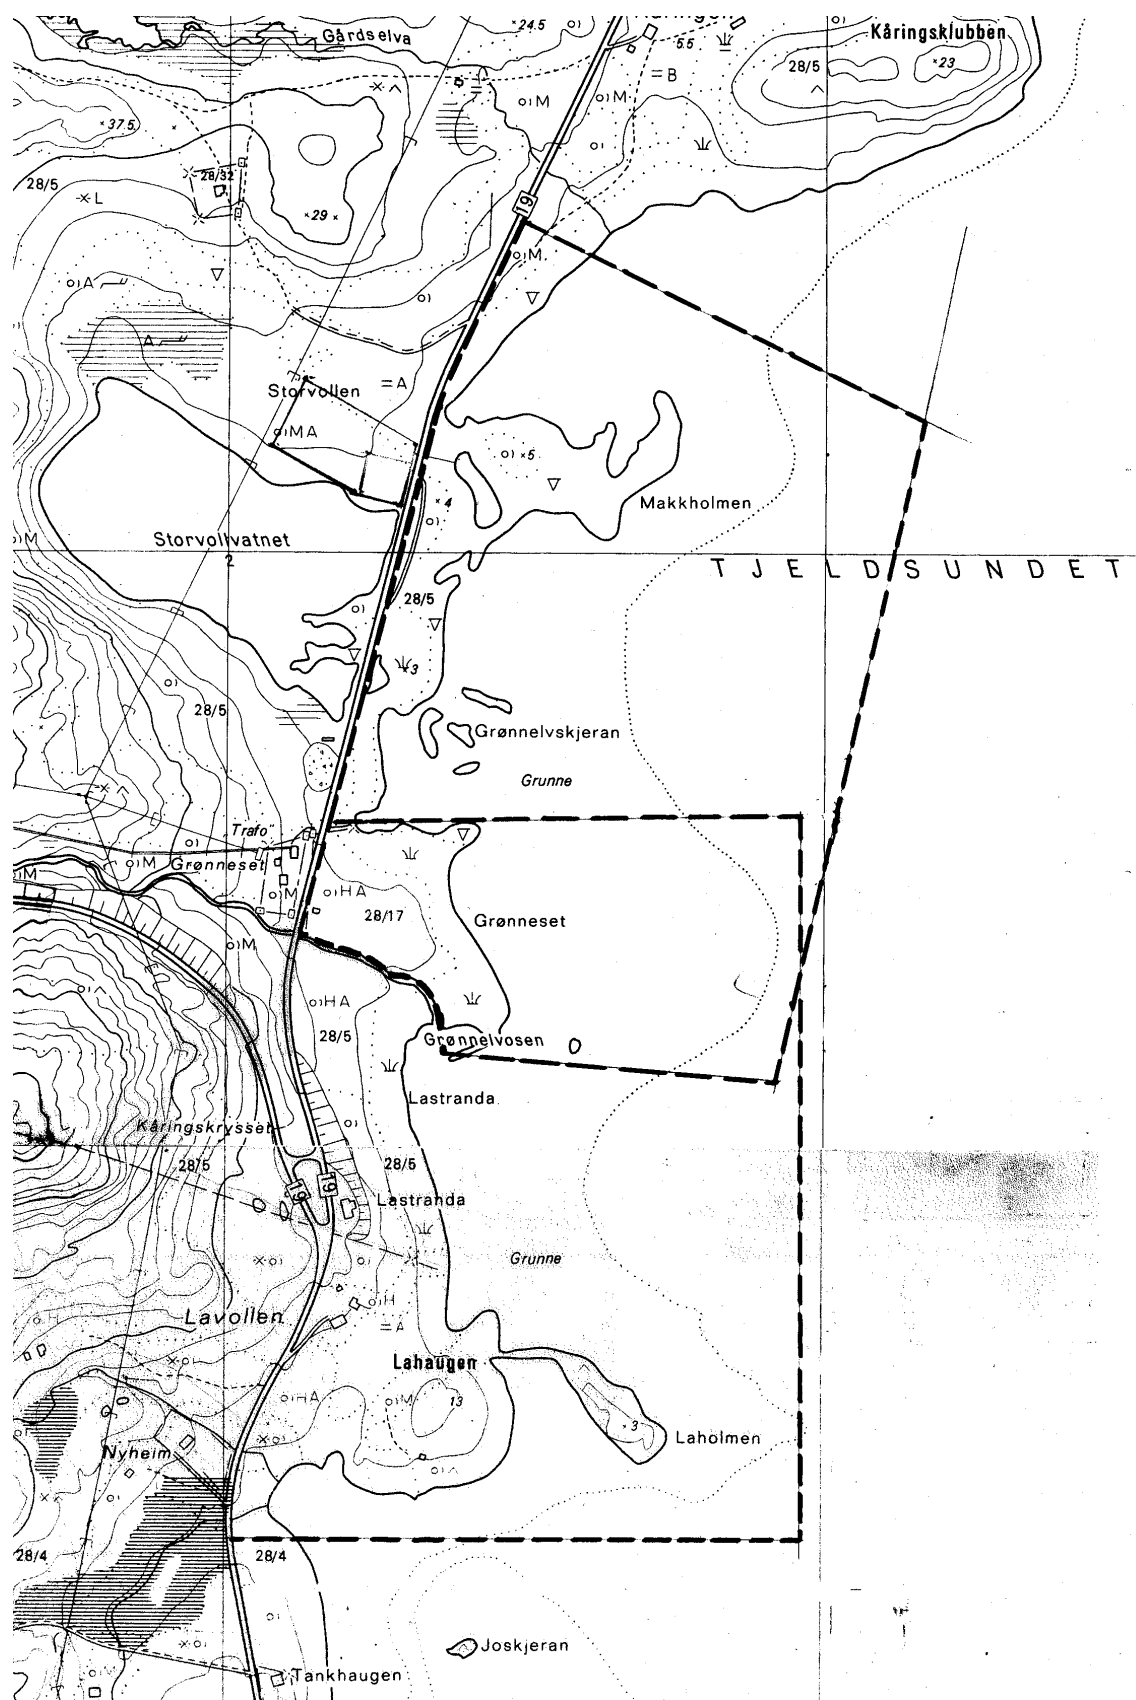 24.5
Gårdselva
5.5
Kåringsklubben
28/5
23
B
M
M
37.5
28/32
28/5
L
29
19
M
A
A
Storvollen
A
MA
5
4
Makkholmen
Storvollvatnet
M
2
TJELDSUNDET
28/5
3
28/5
Grønnelvskjeran
Grunne
Trafo
M
Grønneset
M
M
HA
28/17
Grønneset
M
HA
28/5
Grønnelvosen
Lastranda
Kåringskrysset
28/5
28/5
19
19
Lastranda
Grunne
H
Lavollen
A
Lahaugen
HA
M
13
3
Laholmen
Nyheim
28/4
28/4
Joskjeran
Tankhaugen